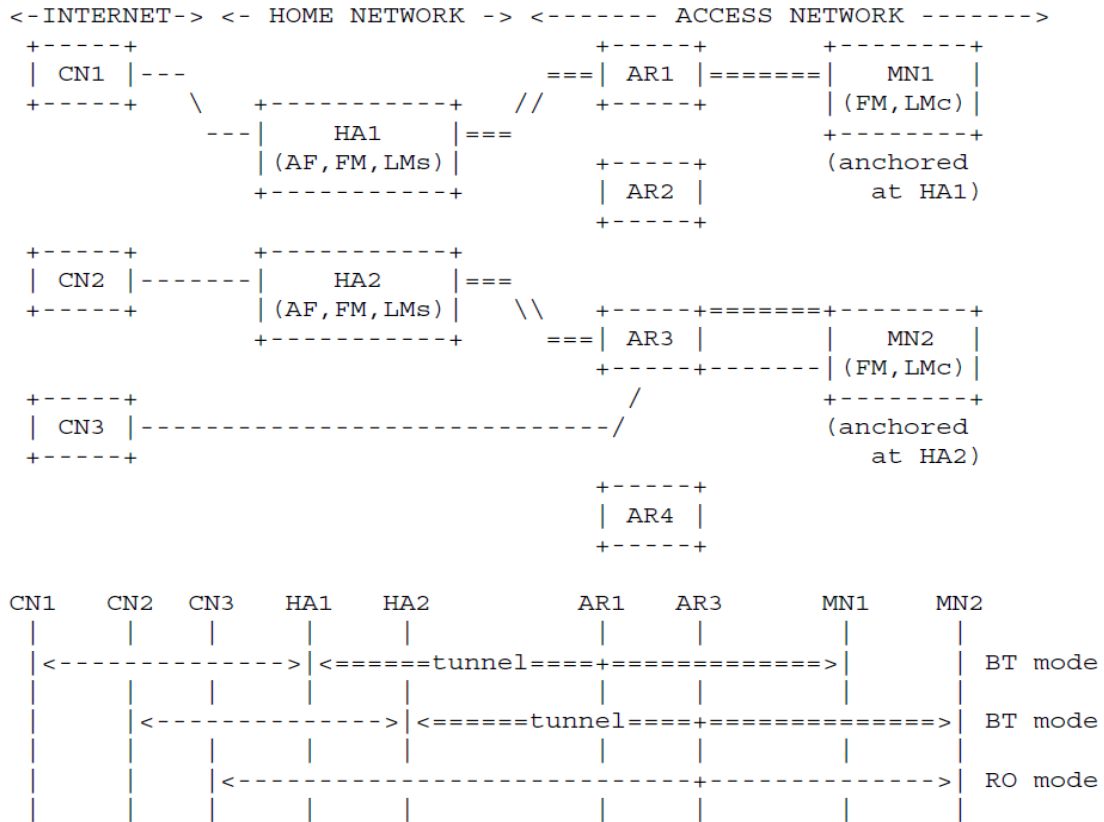 <-INTERNET-> <- HOME NETWORK -> <------- ACCESS NETWORK ------->
CN1 AR1 MN1
(FM,LMc)
HA1
(AF,FM,LMs)
(anchored
AR2 at HA1)
CN2 HA2
(AF,FM,LMs)
AR3 MN2
(FM,LMc)
CN3 (anchored
at HA2)
AR4
CN1 CN2 CN3 HA1 HA2 AR1 AR3 MN1 MN2
tunnel BT mode
tunnel BT mode
RO mode